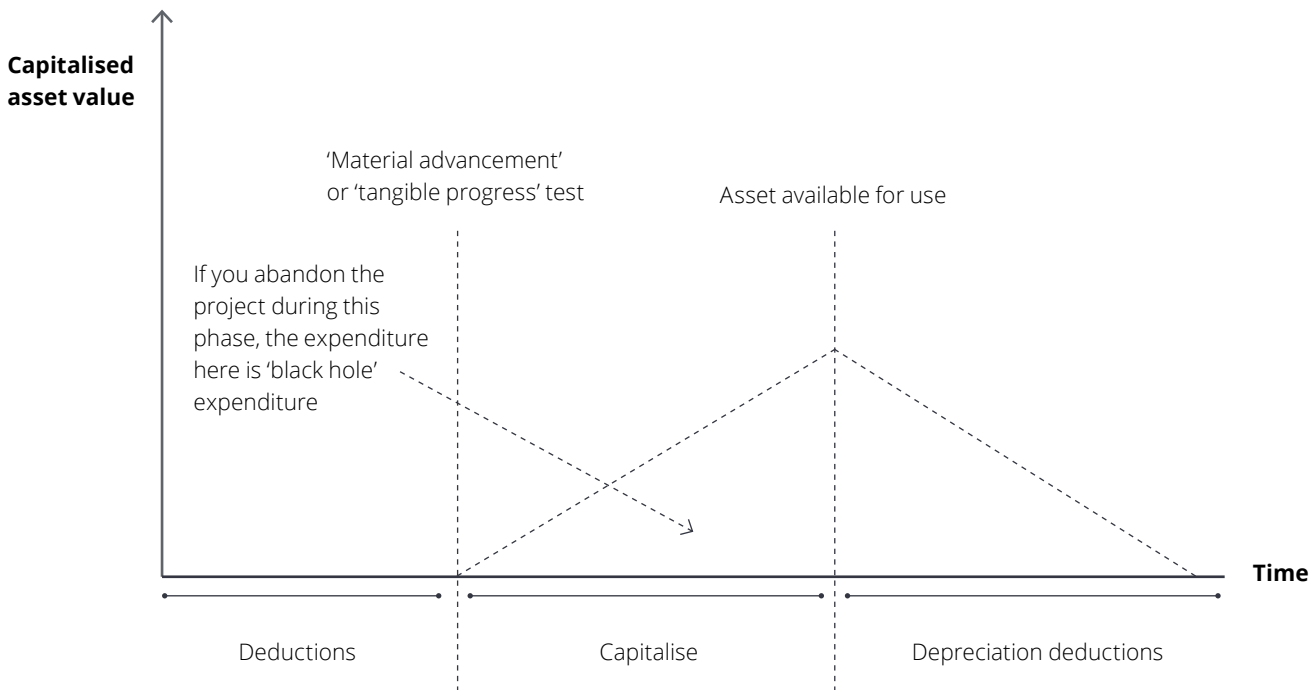 Capitalised
asset value
‘Material advancement’
or ‘tangible progress’ test
Asset available for use
If you abandon the
project during this
phase, the expenditure
here is ‘black hole’
expenditure
Time
Deductions
Capitalise
Depreciation deductions